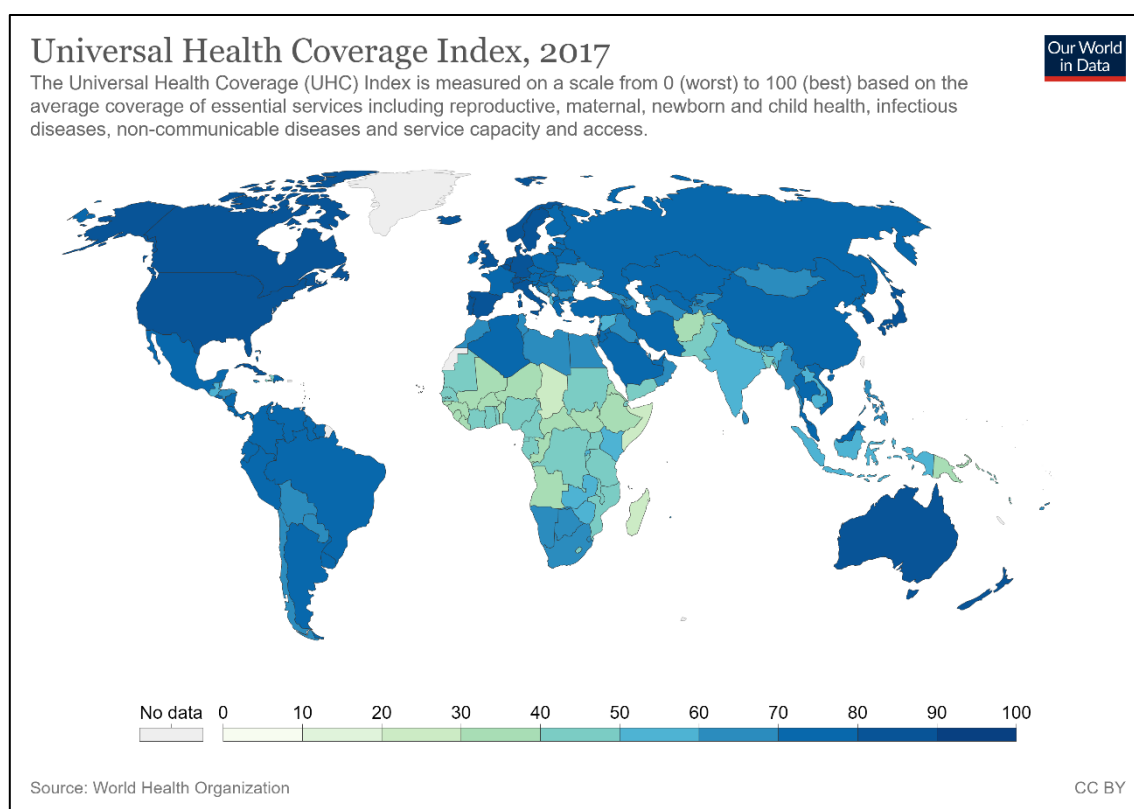 Universal Health Coverage Index, 2017
Our World
in Data
The Universal Health Coverage (UHC) Index is measured on a scale from 0 (worst) to 100 (best) based on the
average coverage of essential services including reproductive, maternal, newborn and child health, infectious
diseases, non-communicable diseases and service capacity and access.
No data 0 10 20 30 40 50 60 70 80 90 100
Source: World Health Organization CC BY